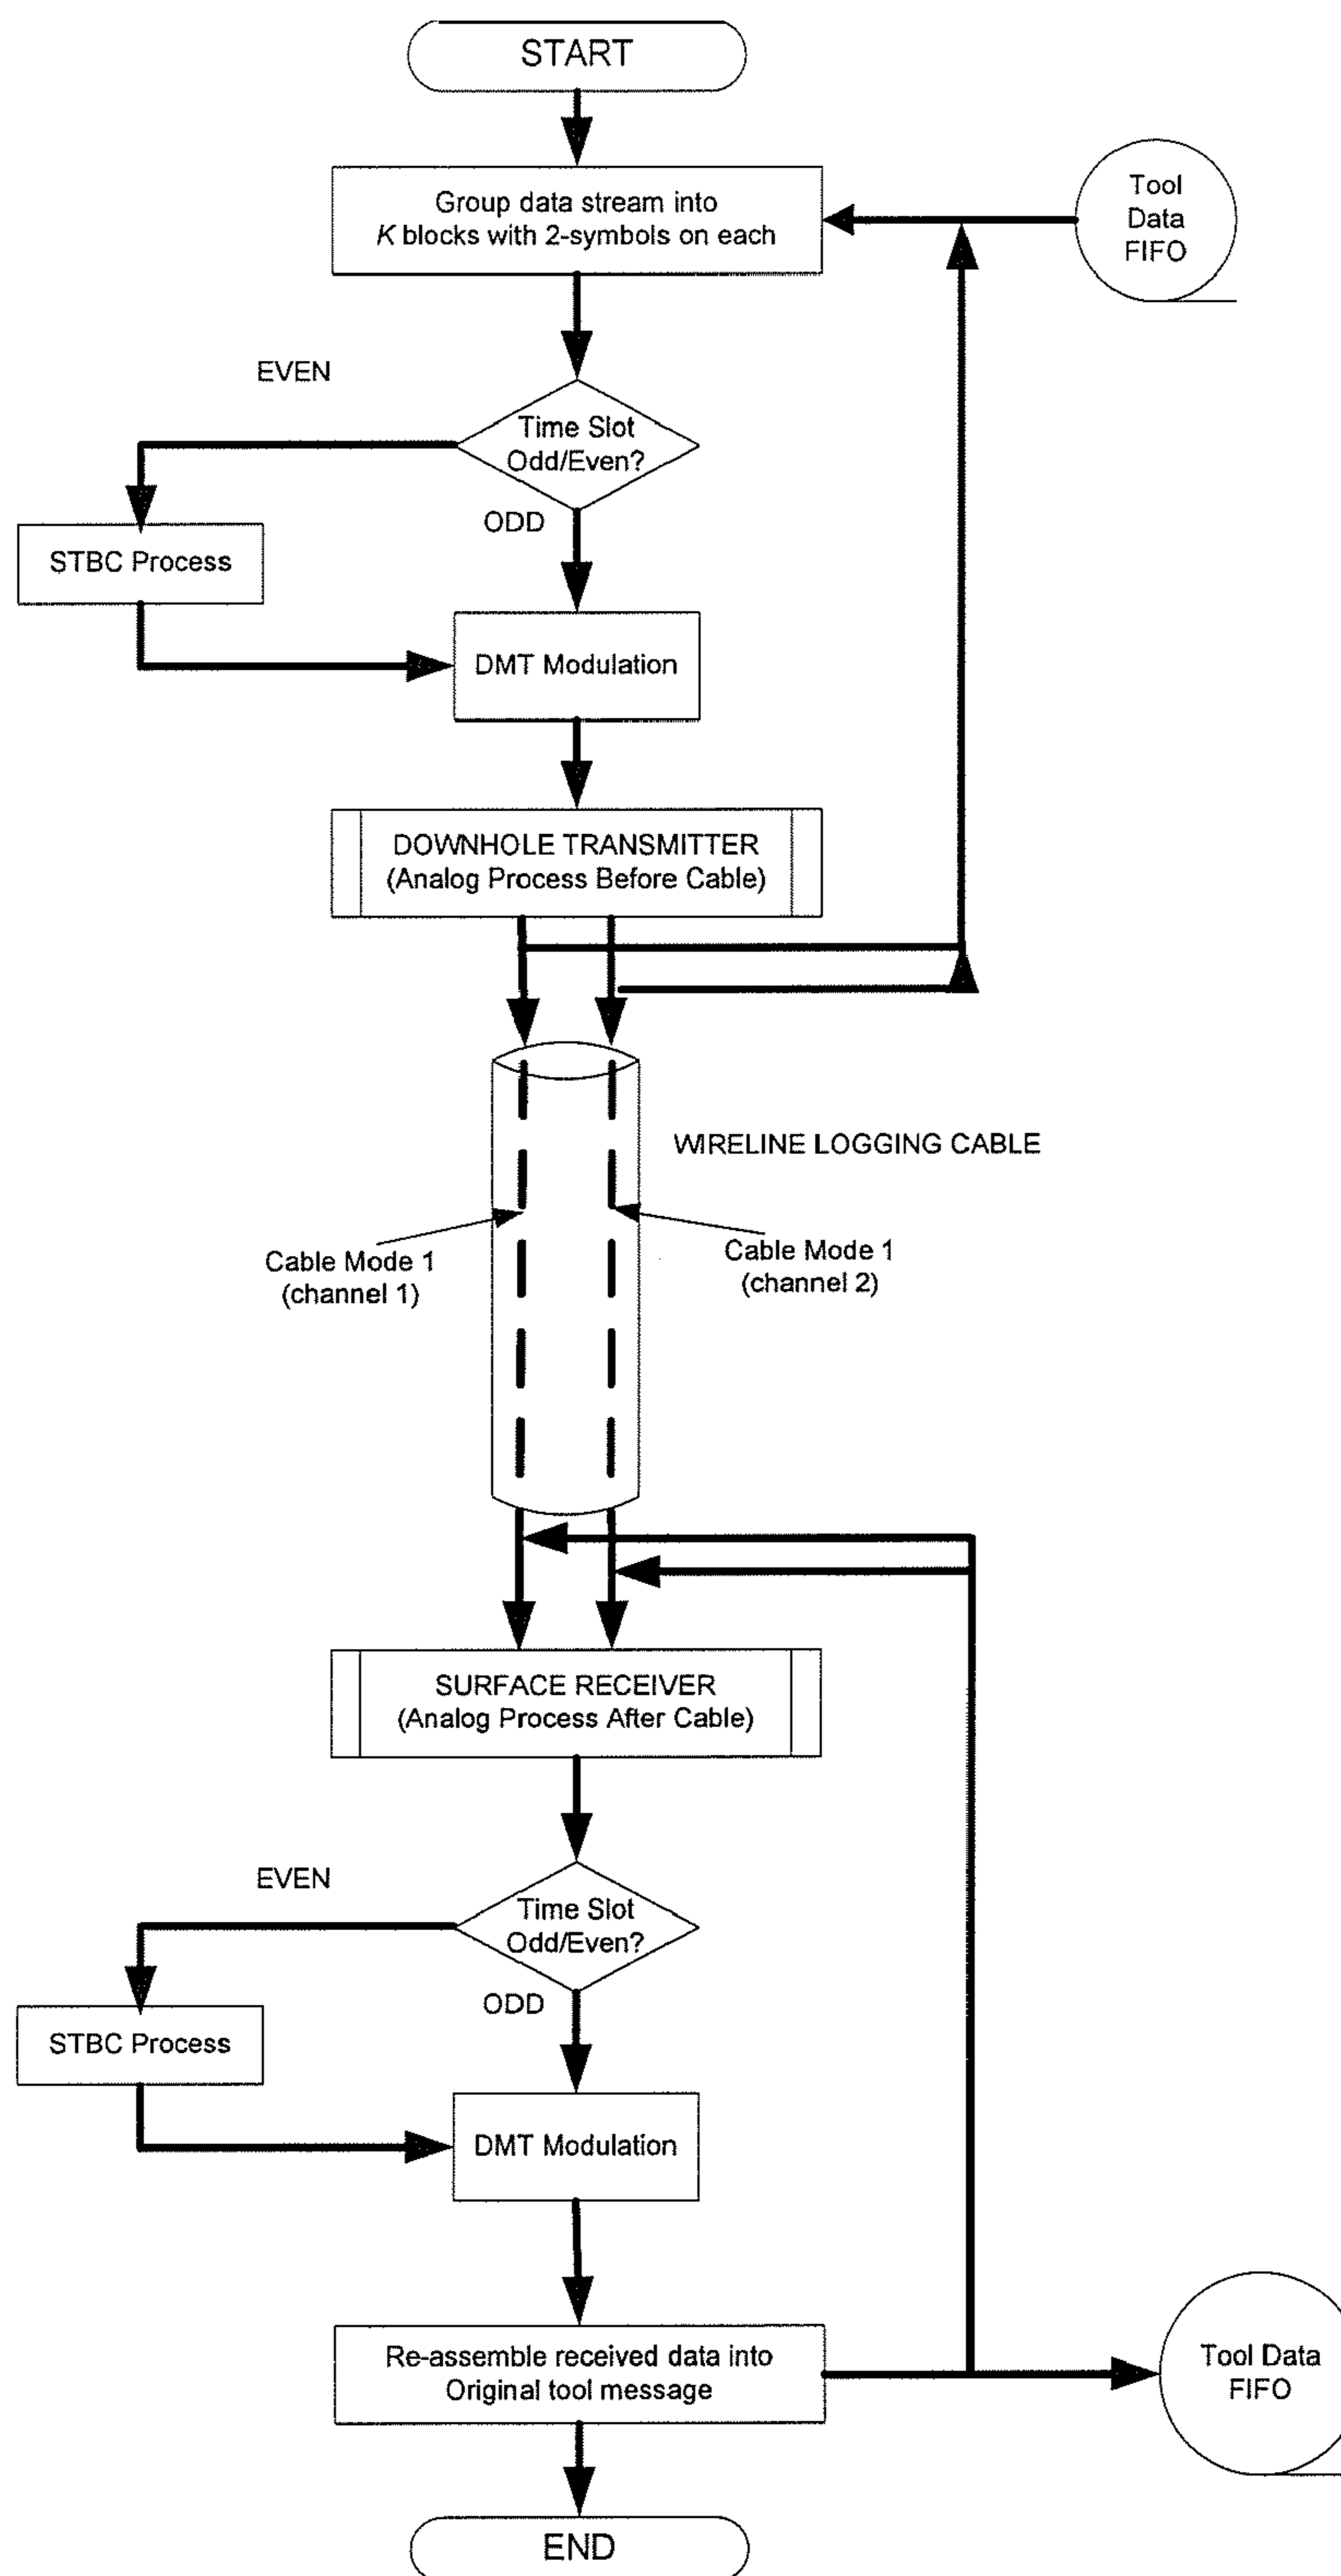 START
Group data stream into
K blocks with 2-symbols on each
Tool
Data
FIFO
EVEN
Time Slot
Odd/Even?
ODD
STBC Process
DMT Modulation
DOWNHOLE TRANSMITTER
(Analog Process Before Cable)
WIRELINE LOGGING CABLE
Cable Mode 1
(channel 1)
Cable Mode 1
(channel 2)
SURFACE RECEIVER
(Analog Process After Cable)
EVEN
Time Slot
Odd/Even?
ODD
STBC Process
DMT Modulation
Re-assemble received data into
Original tool message
Tool Data
FIFO
END